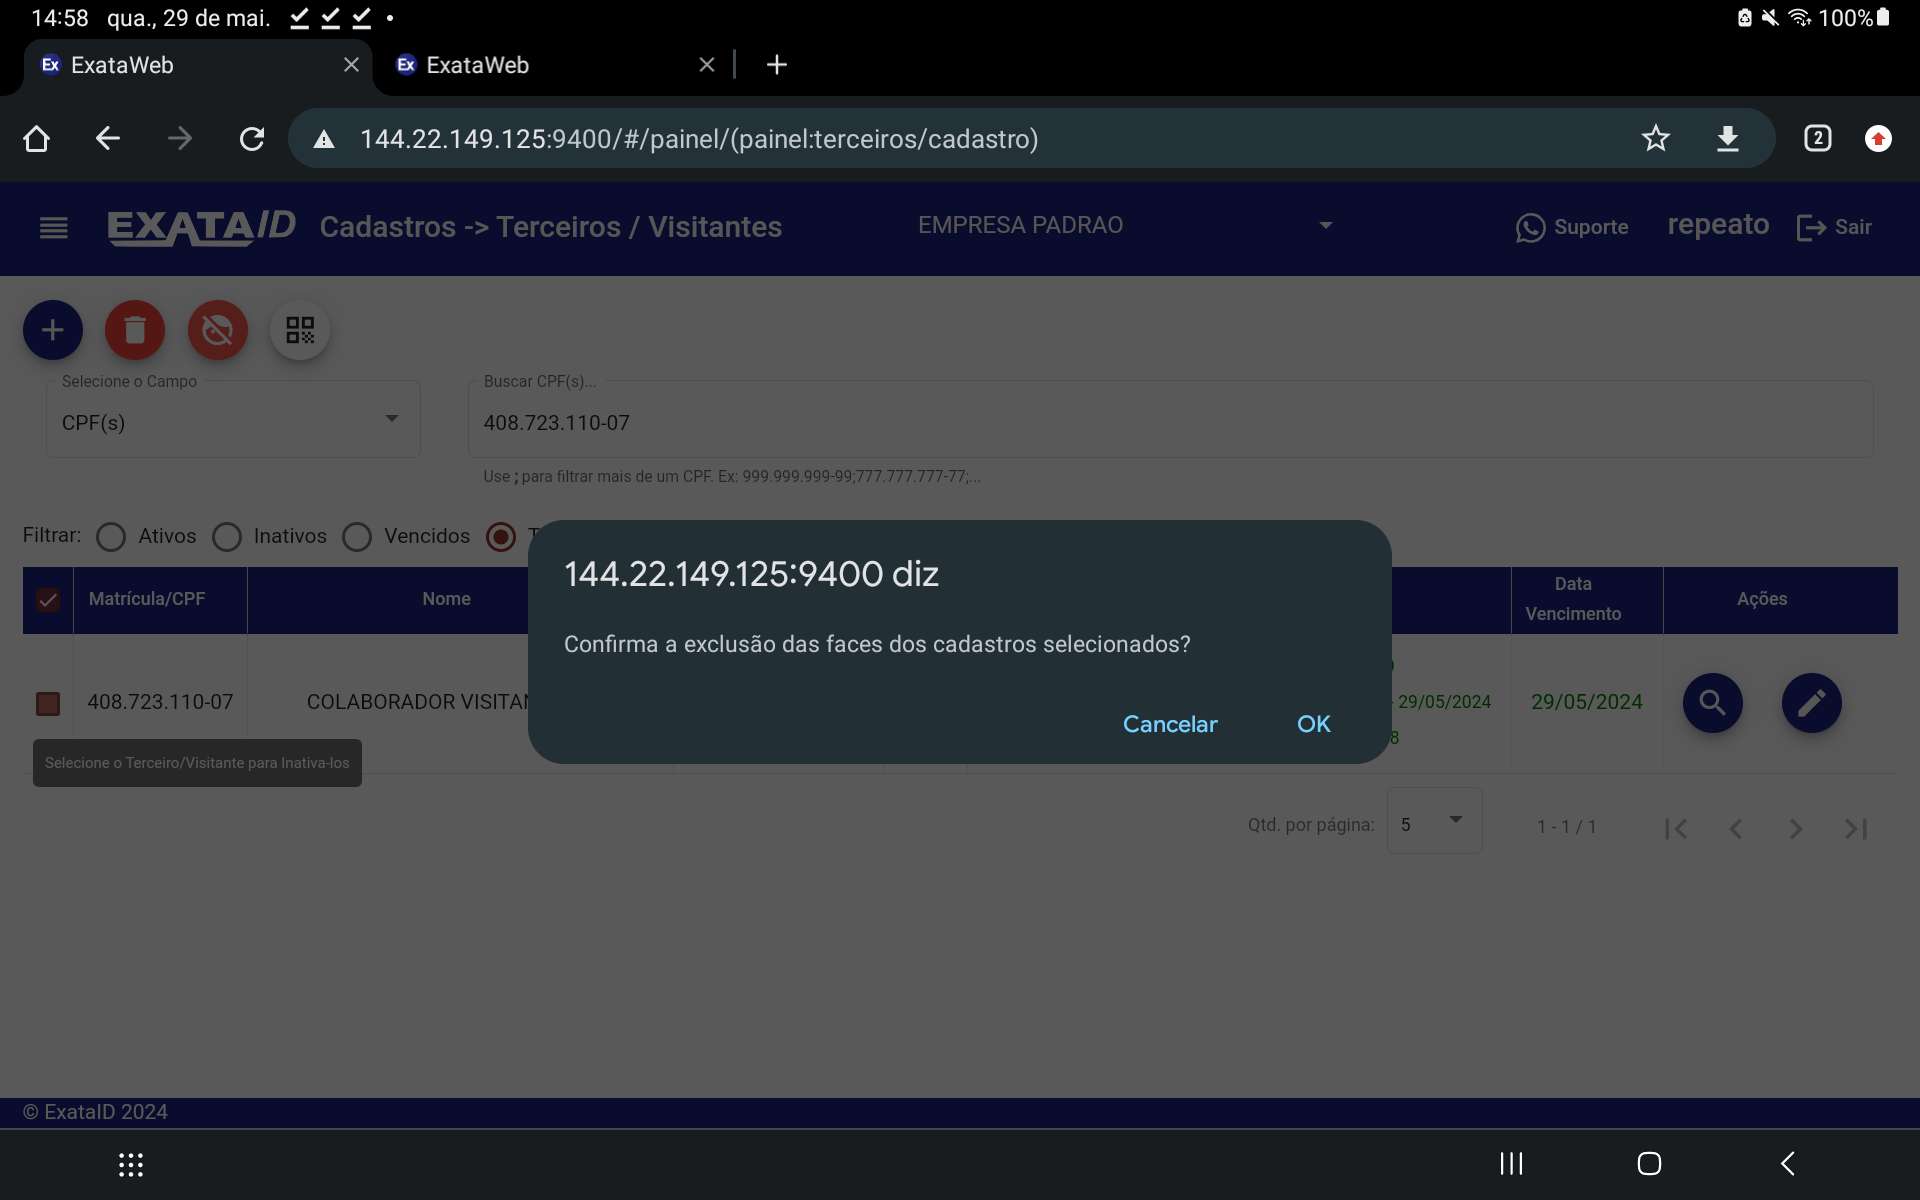 14:58 qua., 29 de mai. 100%
Ex ExataWeb Ex ExataWeb
144.22.149.125:9400/#/painel/(painel:terceiros/cadastro) 2
EXATAID Cadastros -> Terceiros / Visitantes EMPRESA PADRAO Suporte repeato Sair
Selecione o Campo Buscar CPF(s)...
CPF(s) 408.723.110-07
Use ; para filtrar mais de um CPF. Ex: 999.999.999-99;777.777.777-77;...
Filtrar: Ativos Inativos Vencidos T
144.22.149.125:9400 diz
Confirma a exclusão das faces dos cadastros selecionados?
Cancelar OK
Matrícula/CPF Nome Data Vencimento Ações
408.723.110-07 COLABORADOR VISITAN - 29/05/2024 29/05/2024
8
Selecione o Terceiro/Visitante para Inativa-los
Qtd. por página: 5 1 - 1 / 1
© ExataID 2024